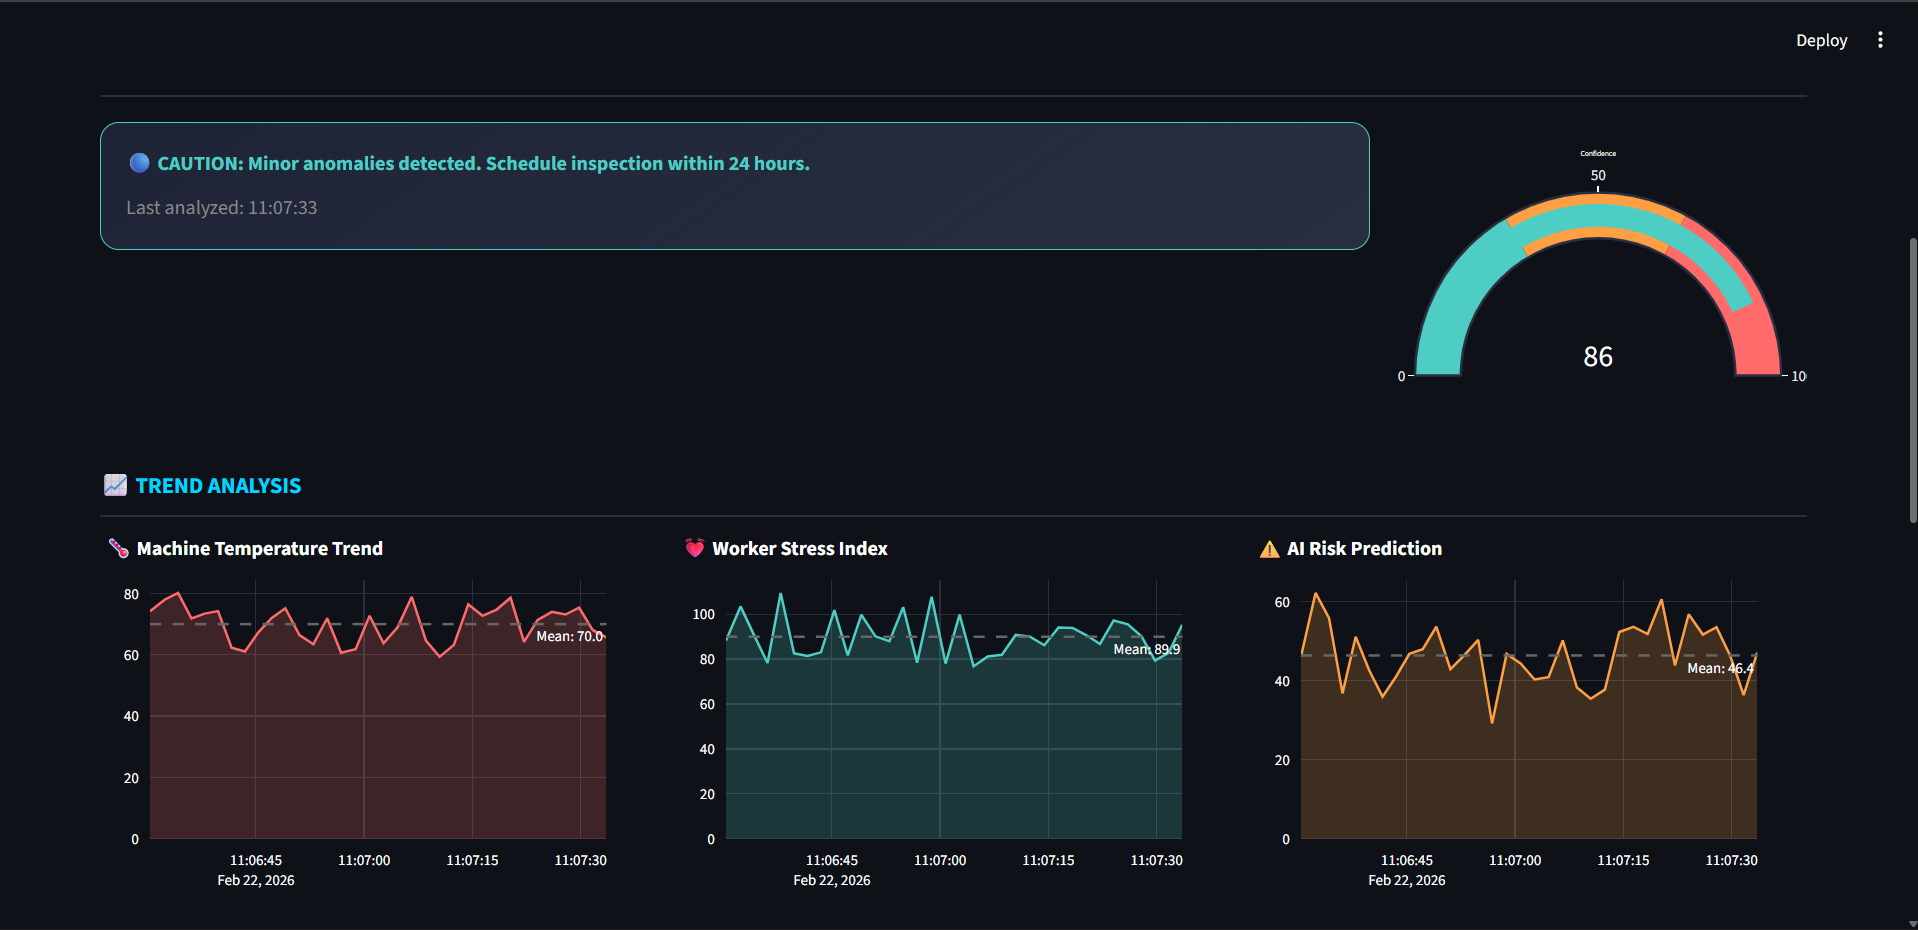 Deploy
CAUTION: Minor anomalies detected. Schedule inspection within 24 hours.
Last analyzed: 11:07:33
Confidence
50
0
10
86
TREND ANALYSIS
Machine Temperature Trend
80
60
40
20
0
Mean: 70.0
11:06:45
11:07:00
11:07:15
11:07:30
Feb 22, 2026
Worker Stress Index
100
80
60
40
20
0
Mean: 89.9
11:06:45
11:07:00
11:07:15
11:07:30
Feb 22, 2026
AI Risk Prediction
60
40
20
0
Mean: 46.4
11:06:45
11:07:00
11:07:15
11:07:30
Feb 22, 2026